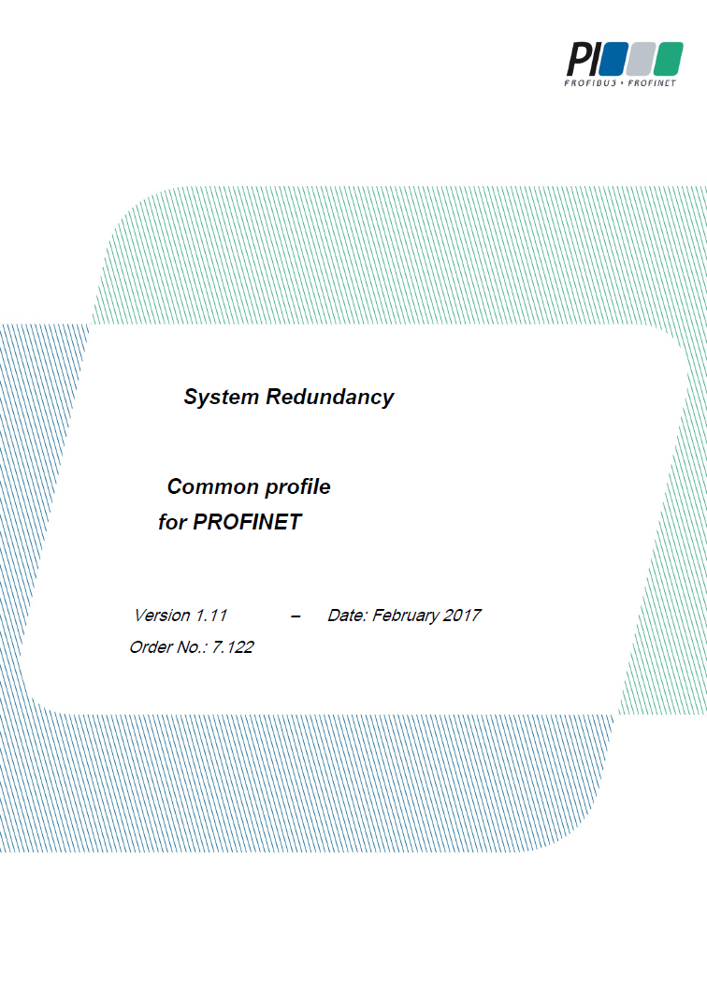 PI
PROFIBUS • PROFINET
System Redundancy
Common profile
for PROFINET
Version 1.11 – Date: February 2017
Order No.: 7.122